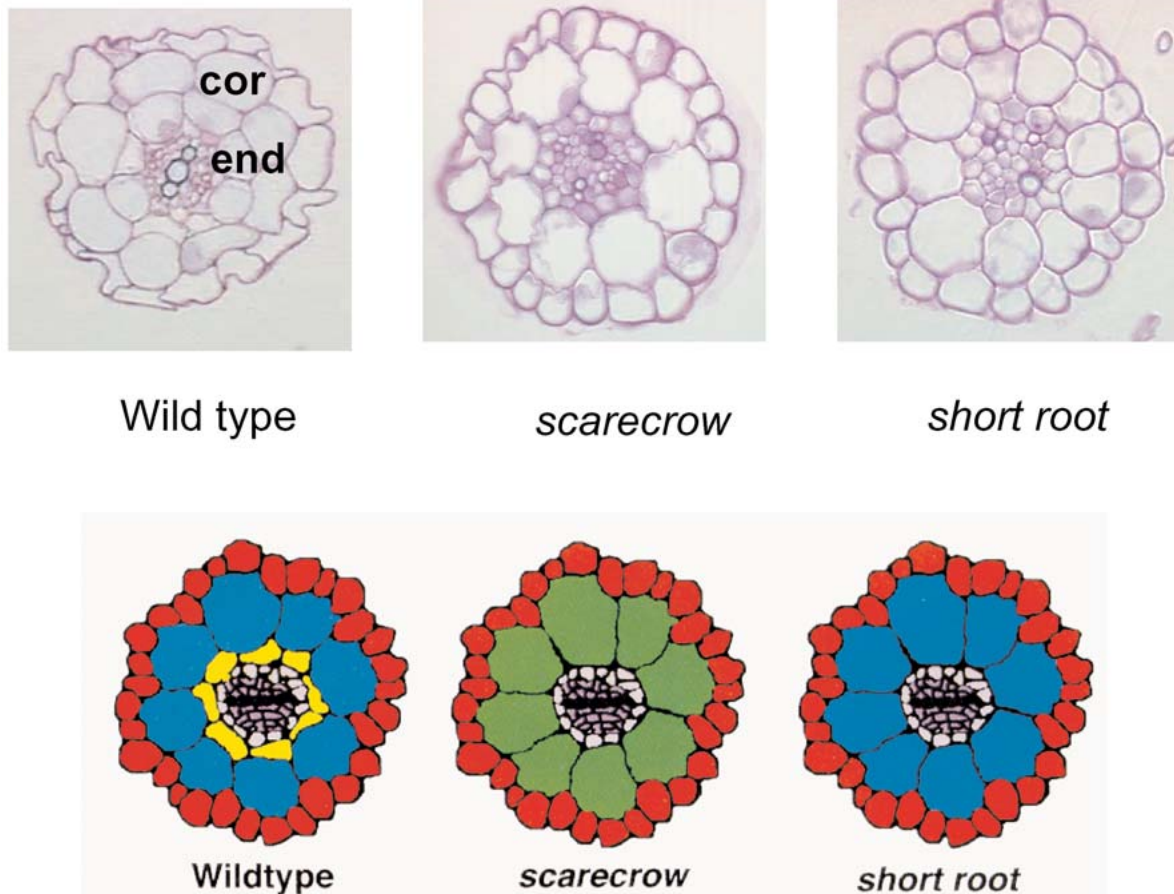 cor
end
Wild type
scarecrow
short root
Wildtype
scarecrow
short root